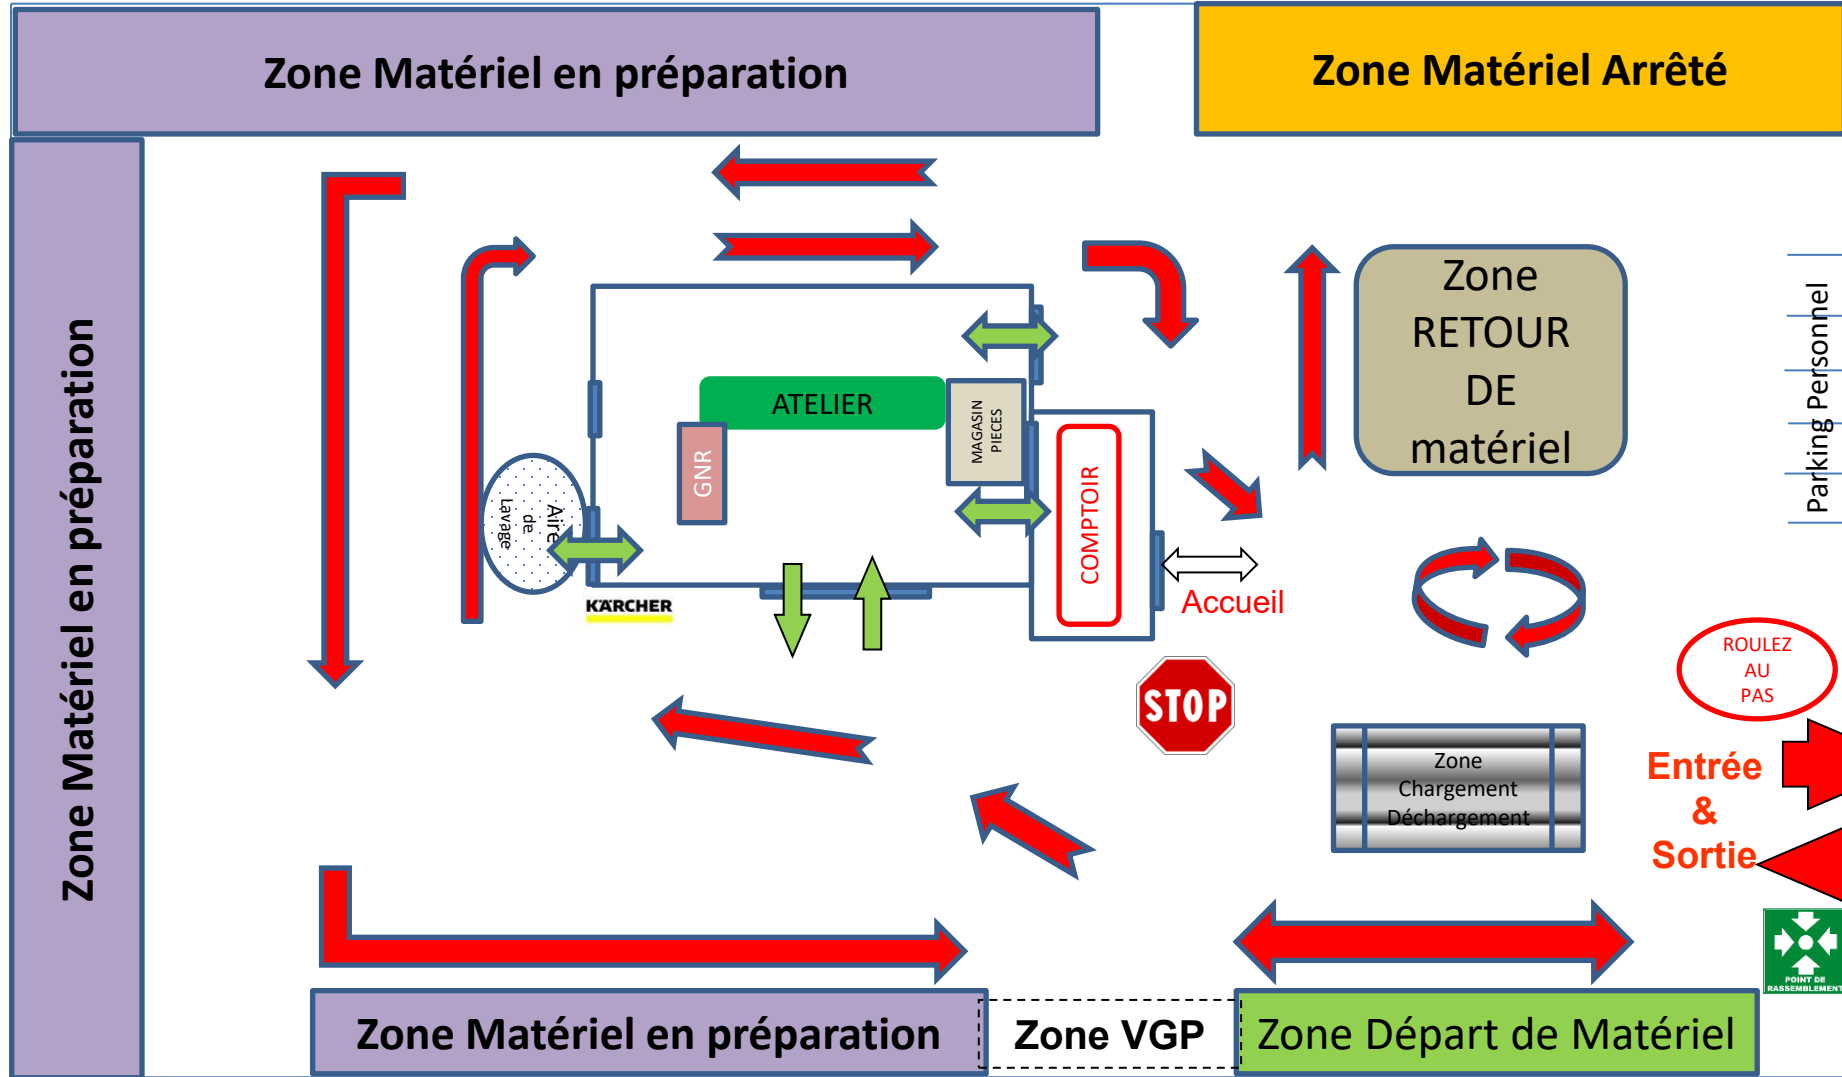 Zone Matériel en préparation
Zone Matériel Arrêté
Zone Matériel en préparation
Zone
RETOUR
DE
matériel
Parking Personnel
ATELIER
MAGASIN
PIECES
GNR
COMPTOIR
Aire
de
Lavage
KÄRCHER
Accueil
STOP
ROULEZ
AU
PAS
Zone
Chargement
Déchargement
Entrée
&
Sortie
POINT DE
RASSEMBLEMENT
Zone Matériel en préparation
Zone VGP
Zone Départ de Matériel